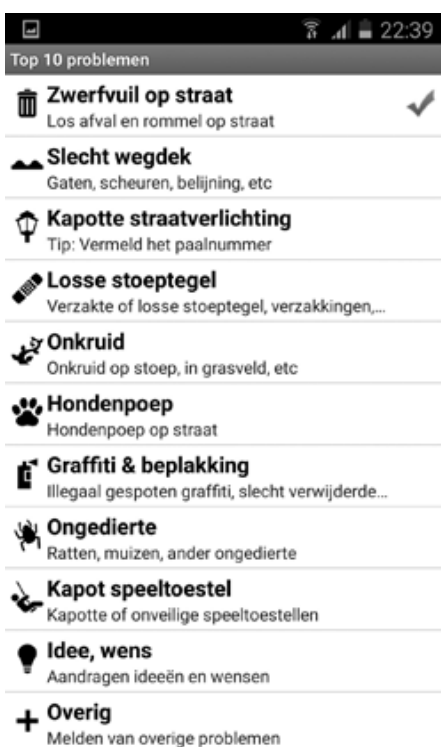 22:39
Top 10 problemen
Zwerfvuil op straat
Los afval en rommel op straat
Slecht wegdek
Gaten, scheuren, belijning, etc
Kapotte straatverlichting
Tip: Vermeld het paalnummer
Losse stoeptegel
Verzakte of losse stoeptegel, verzakkingen,...
Onkruid
Onkruid op stoep, in grasveld, etc
Hondenpoep
Hondenpoep op straat
Graffiti & beplakking
Illegaal gespoten graffiti, slecht verwijderde...
Ongedierte
Ratten, muizen, ander ongedierte
Kapot speeltoestel
Kapotte of onveilige speeltoestellen
Idee, wens
Aandragen ideeën en wensen
Overig
Melden van overige problemen